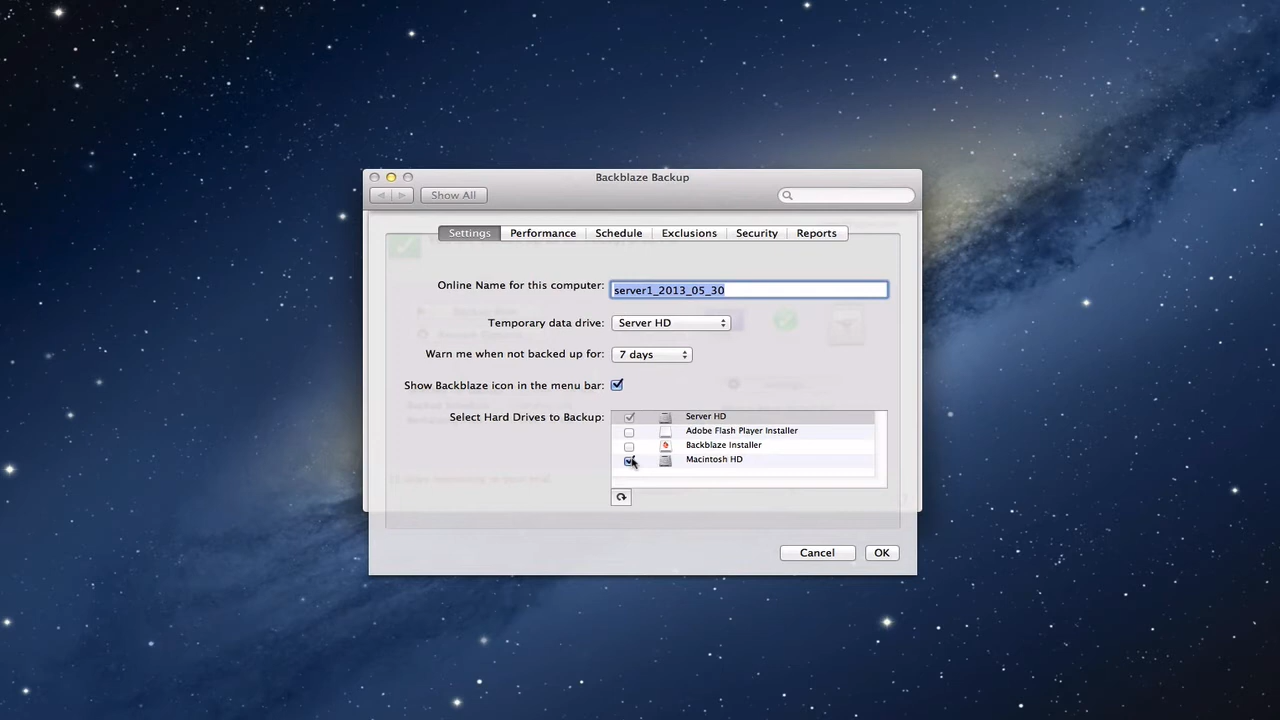 Backblaze Backup
Show All
Settings Performance Schedule Exclusions Security Reports
Online Name for this computer: server1_2013_05_30
Temporary data drive: Server HD
Warn me when not backed up for: 7 days
Show Backblaze icon in the menu bar:
Select Hard Drives to Backup: Server HD
Adobe Flash Player Installer
Backblaze Installer
Macintosh HD
Cancel OK